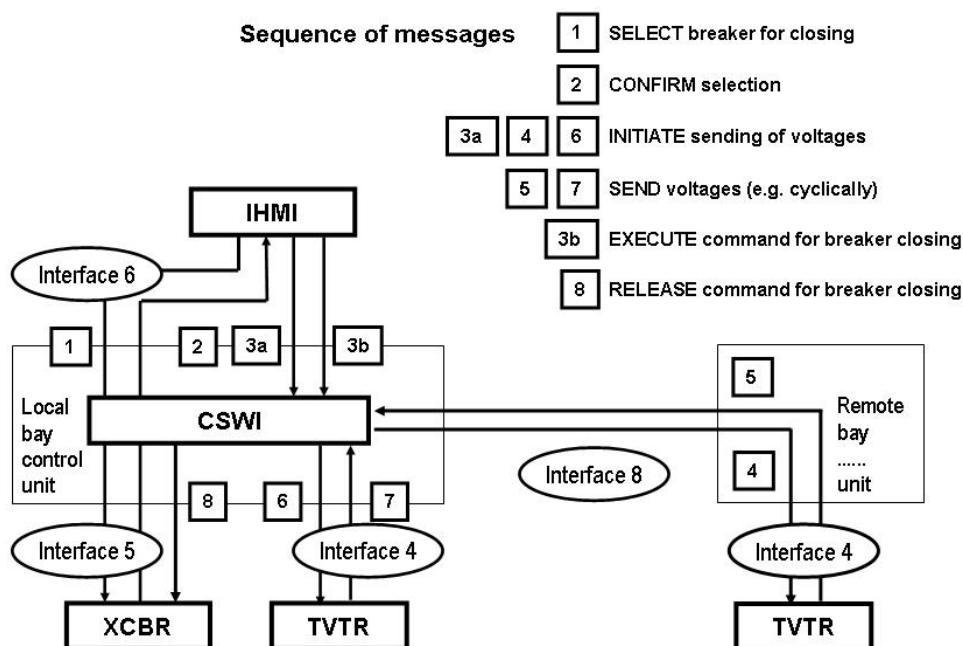 Sequence of messages
1 SELECT breaker for closing
2 CONFIRM selection
3a 4 6 INITIATE sending of voltages
5 7 SEND voltages (e.g. cyclically)
3b EXECUTE command for breaker closing
8 RELEASE command for breaker closing
IHMI
Interface 6
1 2 3a 3b
Local
bay
control
unit
CSWI
5
Remote
bay
......
unit
4
Interface 8
8 6 7
Interface 5
Interface 4
Interface 4
XCBR
TVTR
TVTR